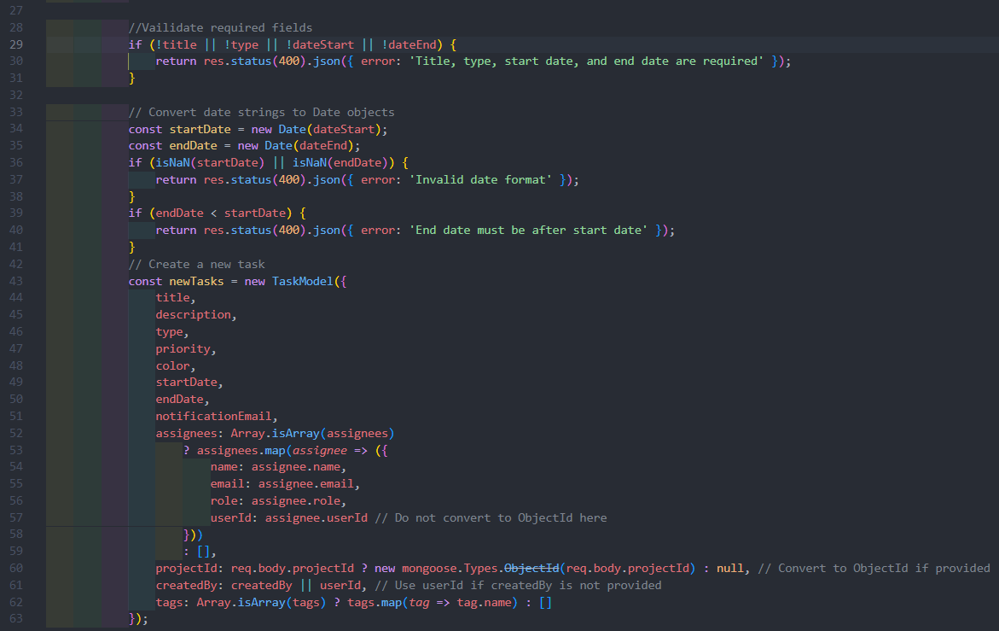 27
28 //Vailidate required fields
29 if (!title || !type || !dateStart || !dateEnd) {
30 return res.status(400).json({ error: 'Title, type, start date, and end date are required' });
31 }
32
33 // Convert date strings to Date objects
34 const startDate = new Date(dateStart);
35 const endDate = new Date(dateEnd);
36 if (isNaN(startDate) || isNaN(endDate)) {
37 return res.status(400).json({ error: 'Invalid date format' });
38 }
39 if (endDate < startDate) {
40 return res.status(400).json({ error: 'End date must be after start date' });
41 }
42 // Create a new task
43 const newTasks = new TaskModel({
44 title,
45 description,
46 type,
47 priority,
48 color,
49 startDate,
50 endDate,
51 notificationEmail,
52 assignees: Array.isArray(assignees)
53 ? assignees.map(assignee => ({
54 name: assignee.name,
55 email: assignee.email,
56 role: assignee.role,
57 userId: assignee.userId // Do not convert to ObjectId here
58 }))
59 : [],
60 projectId: req.body.projectId ? new mongoose.Types.ObjectId(req.body.projectId) : null, // Convert to ObjectId if provided
61 createdBy: createdBy || userId, // Use userId if createdBy is not provided
62 tags: Array.isArray(tags) ? tags.map(tag => tag.name) : []
63 });